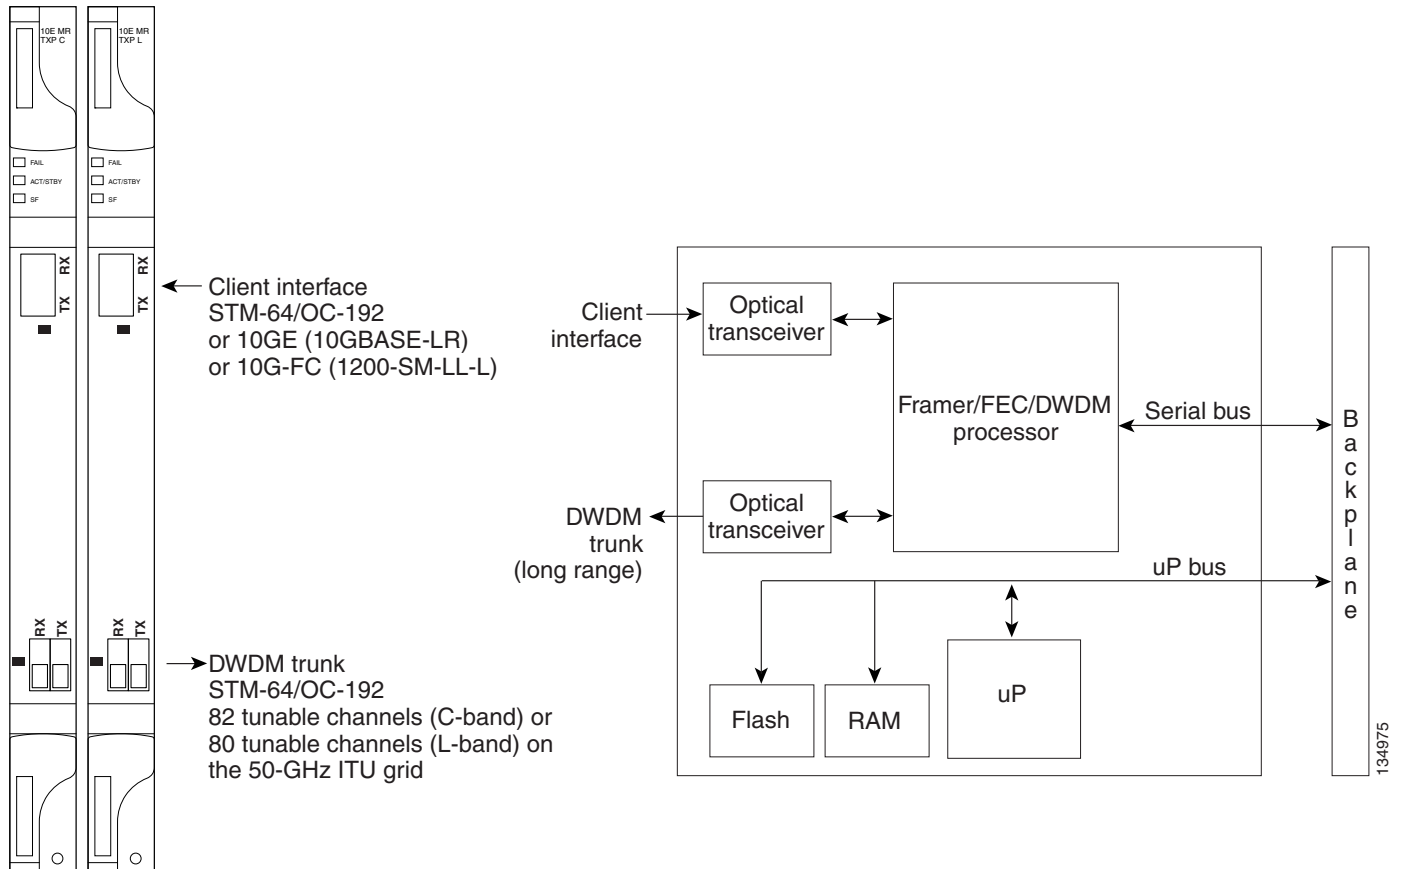 10E MR
TXP C
10E MR
TXP L
FAIL
ACT/STBY
SF
FAIL
ACT/STBY
SF
RX
TX
RX
TX
Client interface
STM-64/OC-192
or 10GE (10GBASE-LR)
or 10G-FC (1200-SM-LL-L)
RX
TX
RX
TX
DWDM trunk
STM-64/OC-192
82 tunable channels (C-band) or
80 tunable channels (L-band) on
the 50-GHz ITU grid
Client
interface
Optical
transceiver
Framer/FEC/DWDM
processor
Serial bus
DWDM
trunk
(long range)
Optical
transceiver
uP bus
Flash
RAM
uP
Backplane
134975